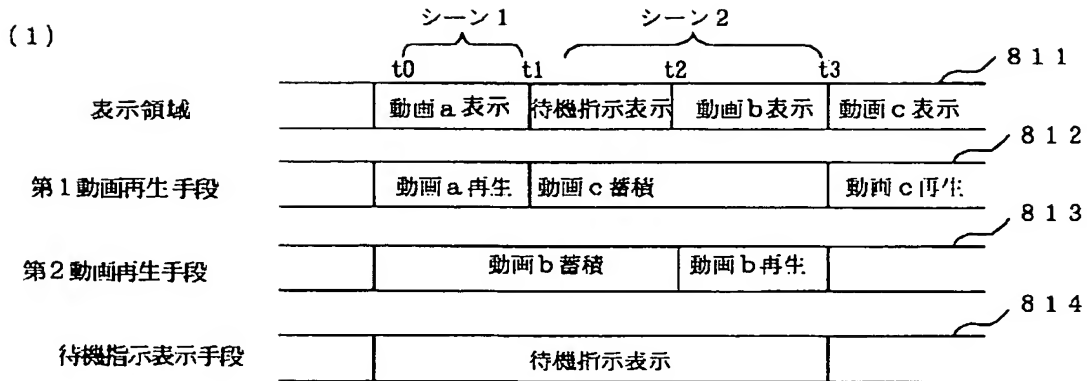 (1)
シーン1 シーン2
t0 t1 t2 t3
811
表示領域 動画a表示 待機指示表示 動画b表示 動画c表示
812
第1動画再生手段 動画a再生 動画c蓄積 動画c再生
813
第2動画再生手段 動画b蓄積 動画b再生
814
待機指示表示手段 待機指示表示